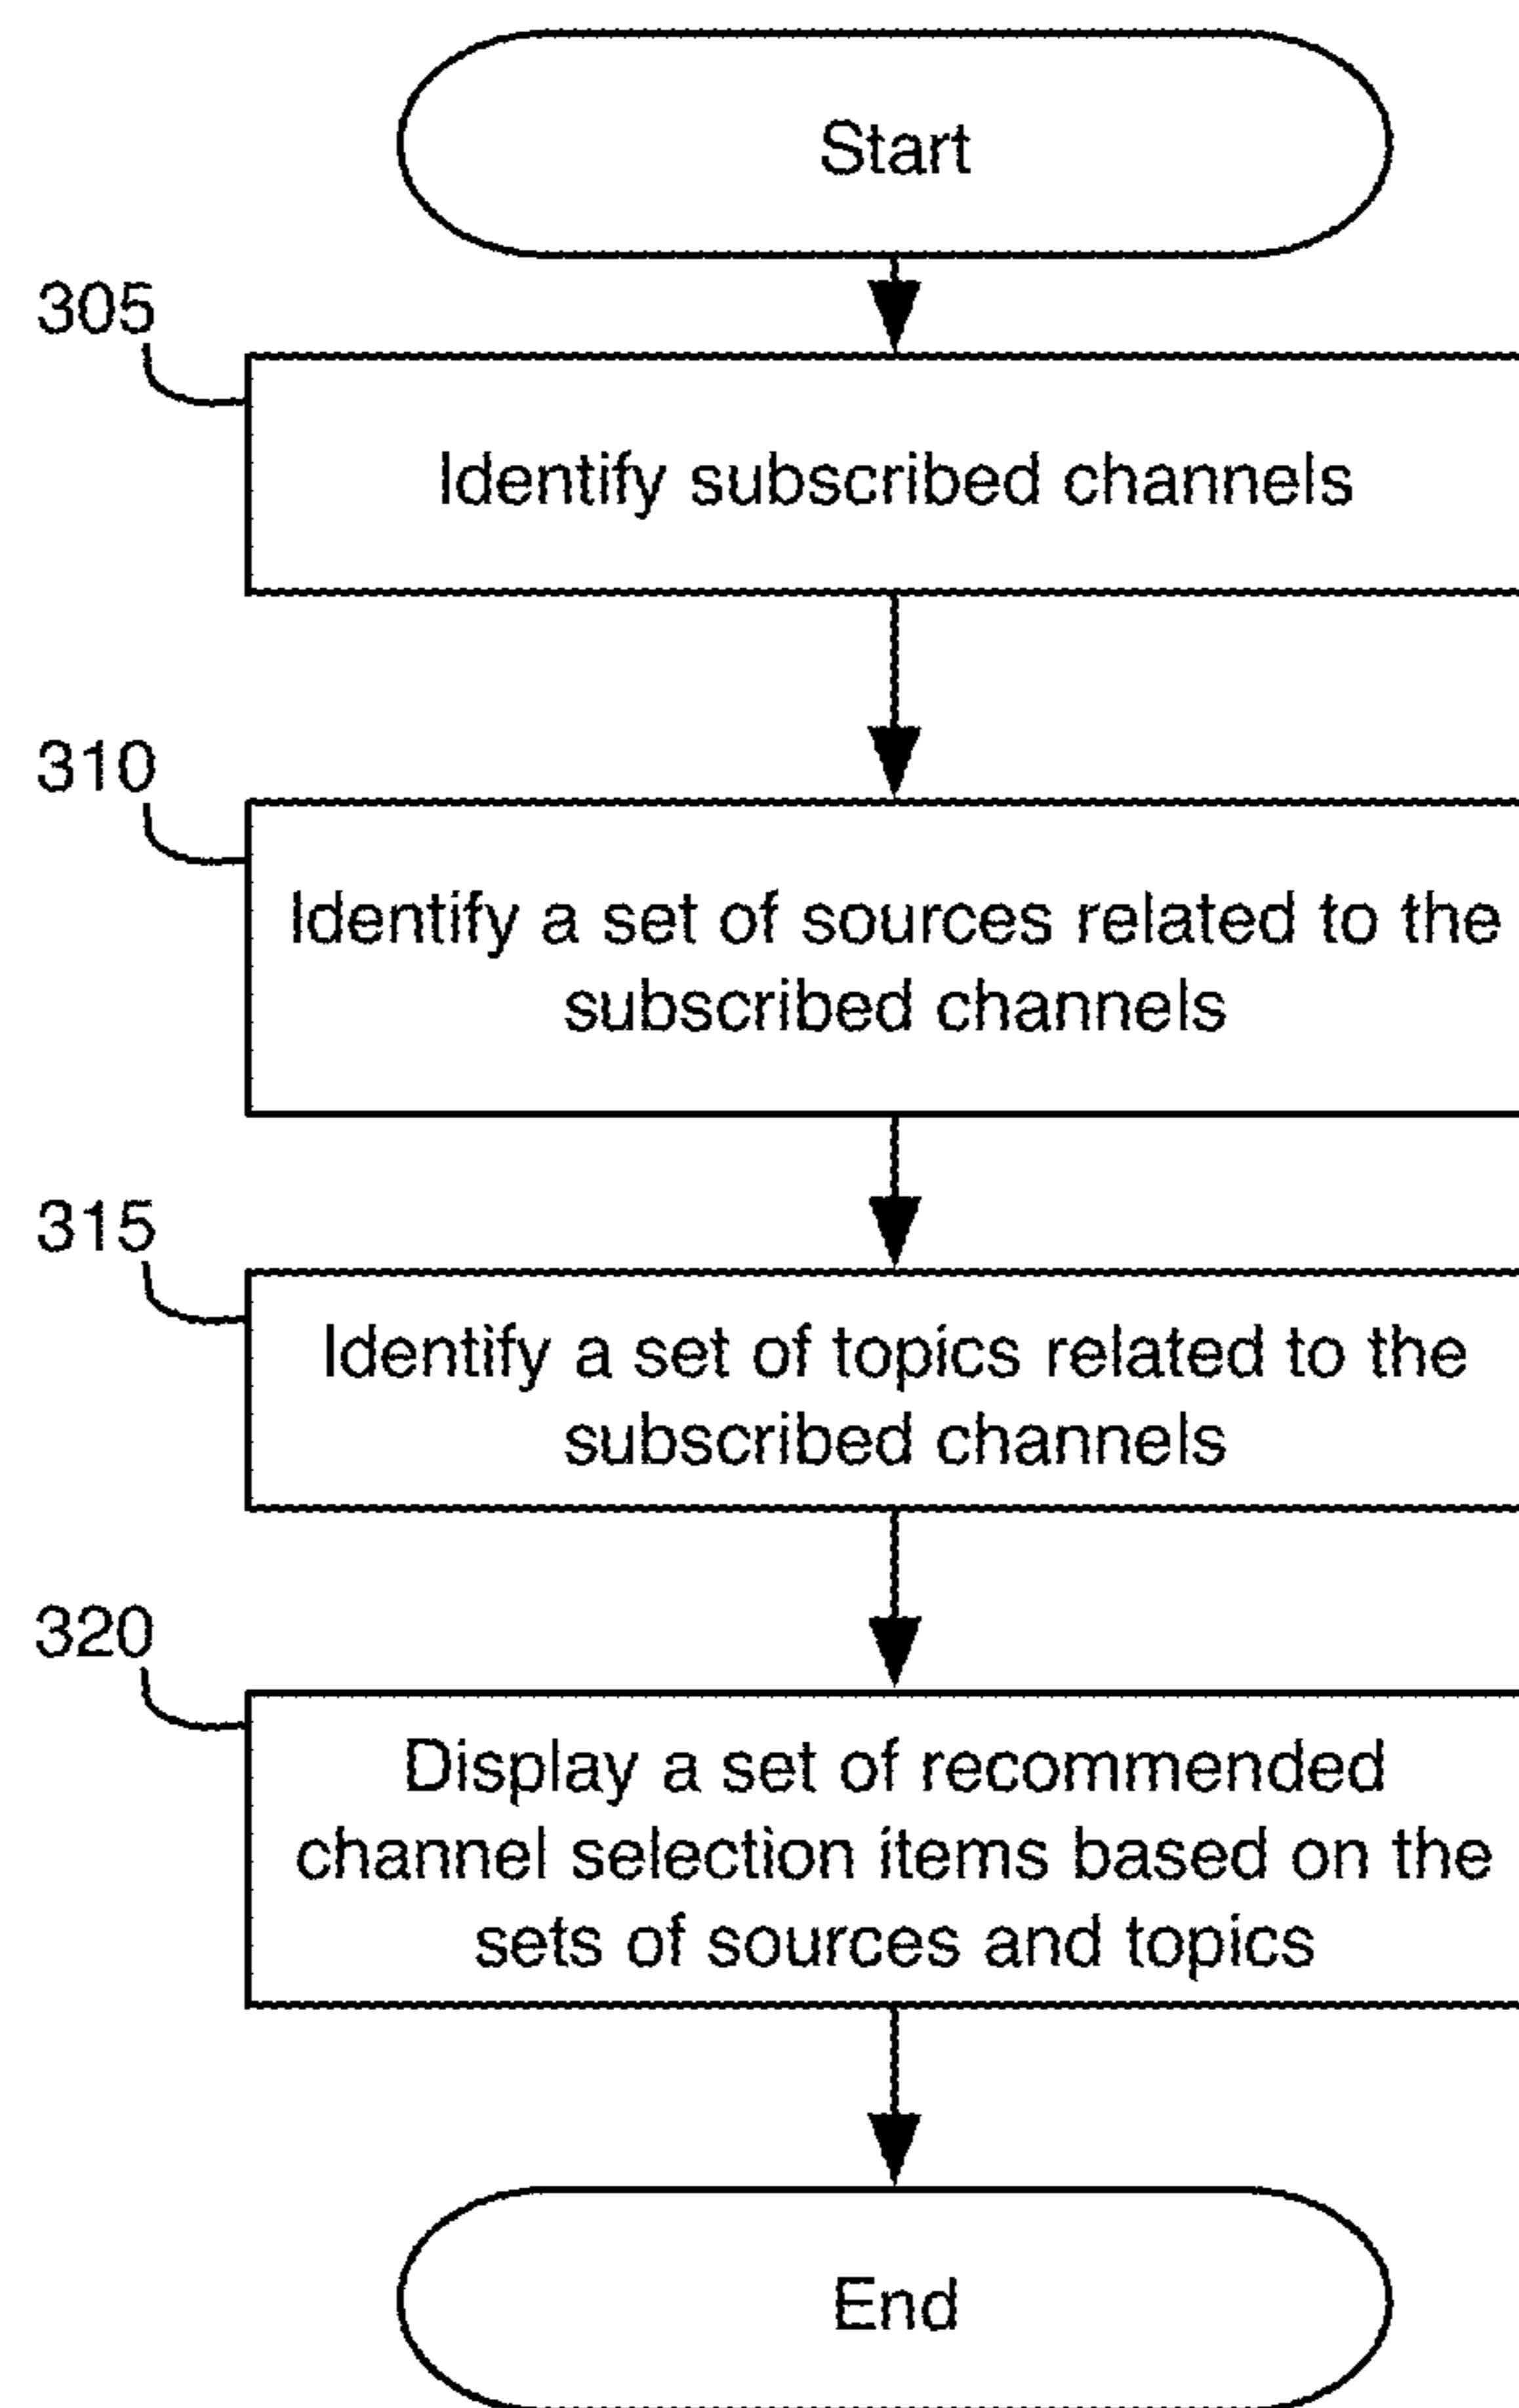 Start
305
Identify subscribed channels
310
Identify a set of sources related to the
subscribed channels
315
Identify a set of topics related to the
subscribed channels
320
Display a set of recommended
channel selection items based on the
sets of sources and topics
End